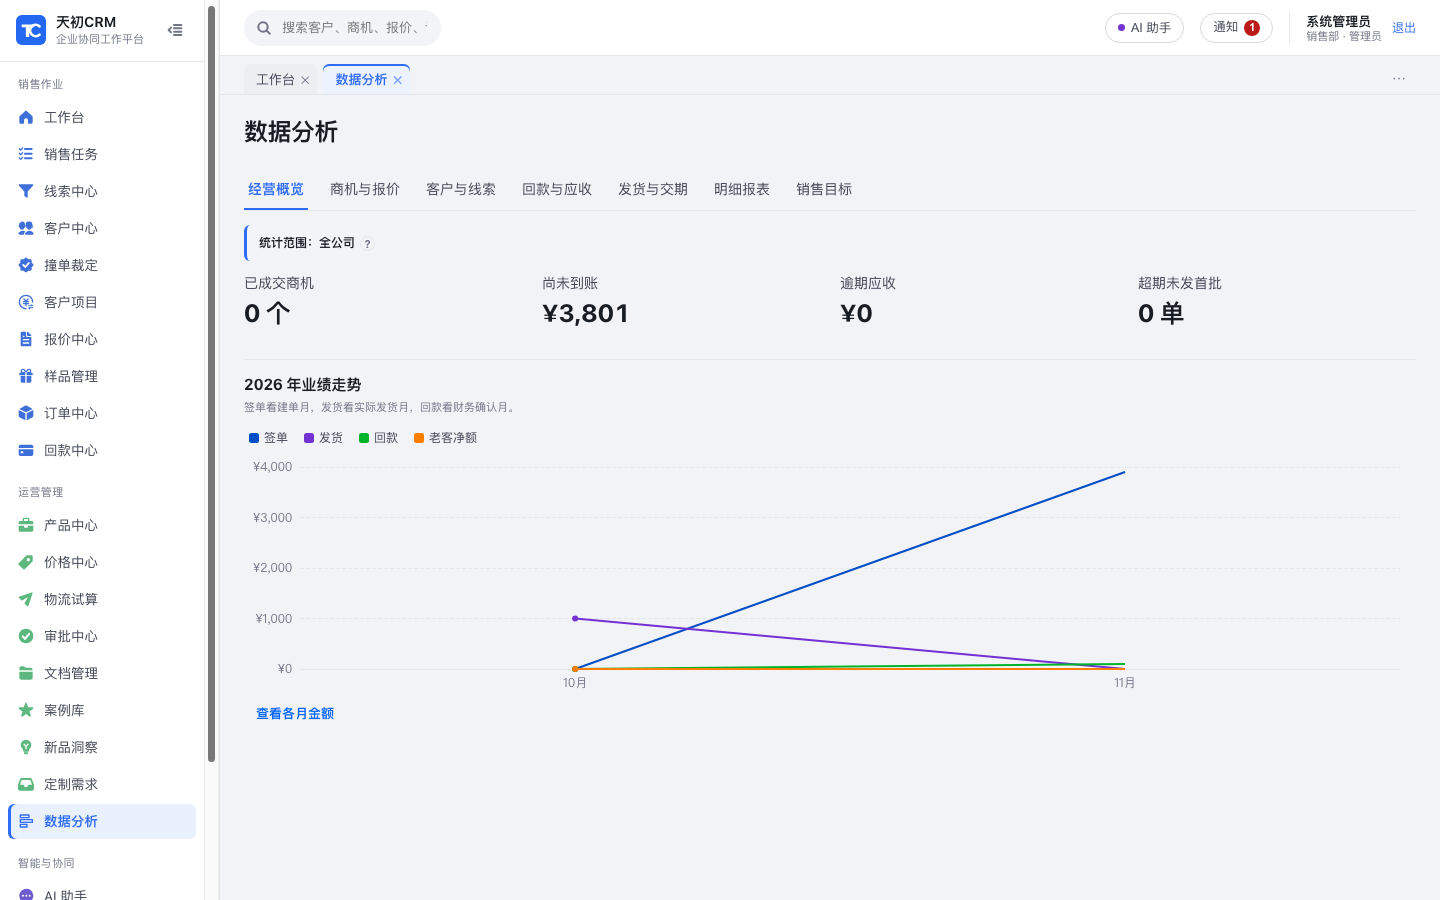 天初CRM
企业协同工作平台
搜索客户、商机、报价、
AI 助手
通知 1
系统管理员
销售部 · 管理员
退出
工作台
数据分析
销售作业
工作台
销售任务
线索中心
客户中心
撞单裁定
客户项目
报价中心
样品管理
订单中心
回款中心
运营管理
产品中心
价格中心
物流试算
审批中心
文档管理
案例库
新品洞察
定制需求
数据分析
智能与协同
AI 助手
数据分析
经营概览 商机与报价 客户与线索 回款与应收 发货与交期 明细报表 销售目标
统计范围：全公司 ?
已成交商机 尚未到账 逾期应收 超期未发首批
0 个 ¥3,801 ¥0 0 单
2026 年业绩走势
签单看建单月，发货看实际发货月，回款看财务确认月。
签单 发货 回款 老客净额
¥4,000
¥3,000
¥2,000
¥1,000
¥0
10月 11月
查看各月金额